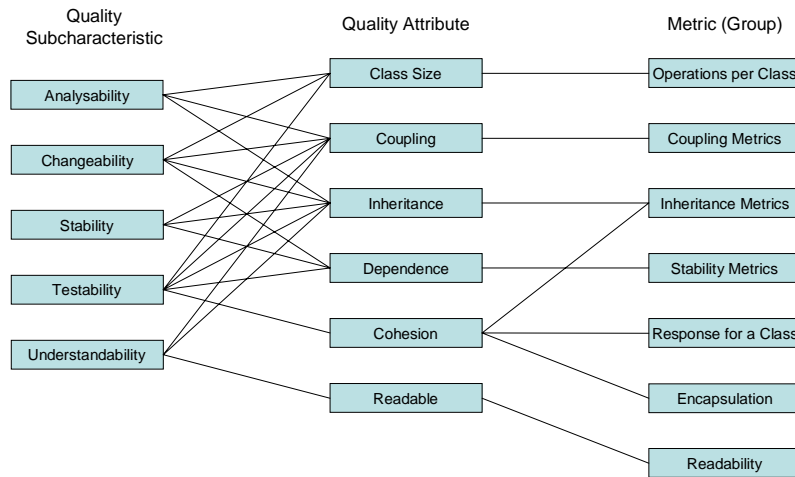 Quality
Subcharacteristic
Quality Attribute
Metric (Group)
Analysability
Changeability
Stability
Testability
Understandability
Class Size
Coupling
Inheritance
Dependence
Cohesion
Readable
Operations per Class
Coupling Metrics
Inheritance Metrics
Stability Metrics
Response for a Class
Encapsulation
Readability